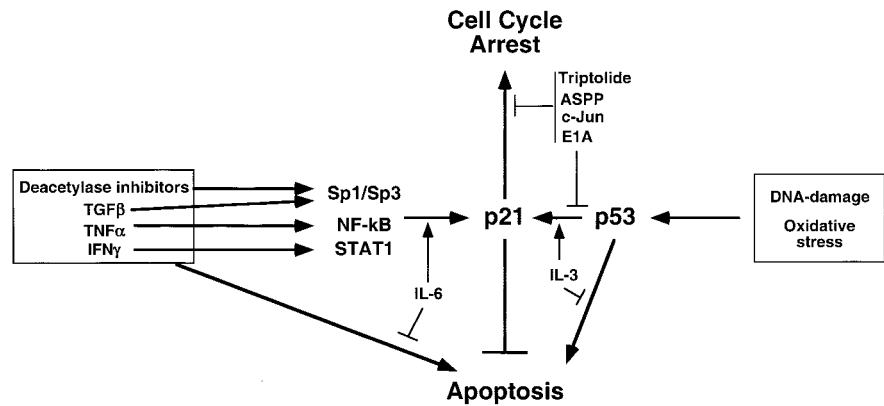 Cell Cycle
Arrest
Triptolide
ASPP
c-Jun
E1A
Deacetylase inhibitors
TGFβ
TNFα
IFNγ
Sp1/Sp3
NF-kB
STAT1
p21
p53
DNA-damage
Oxidative
stress
IL-6
IL-3
Apoptosis